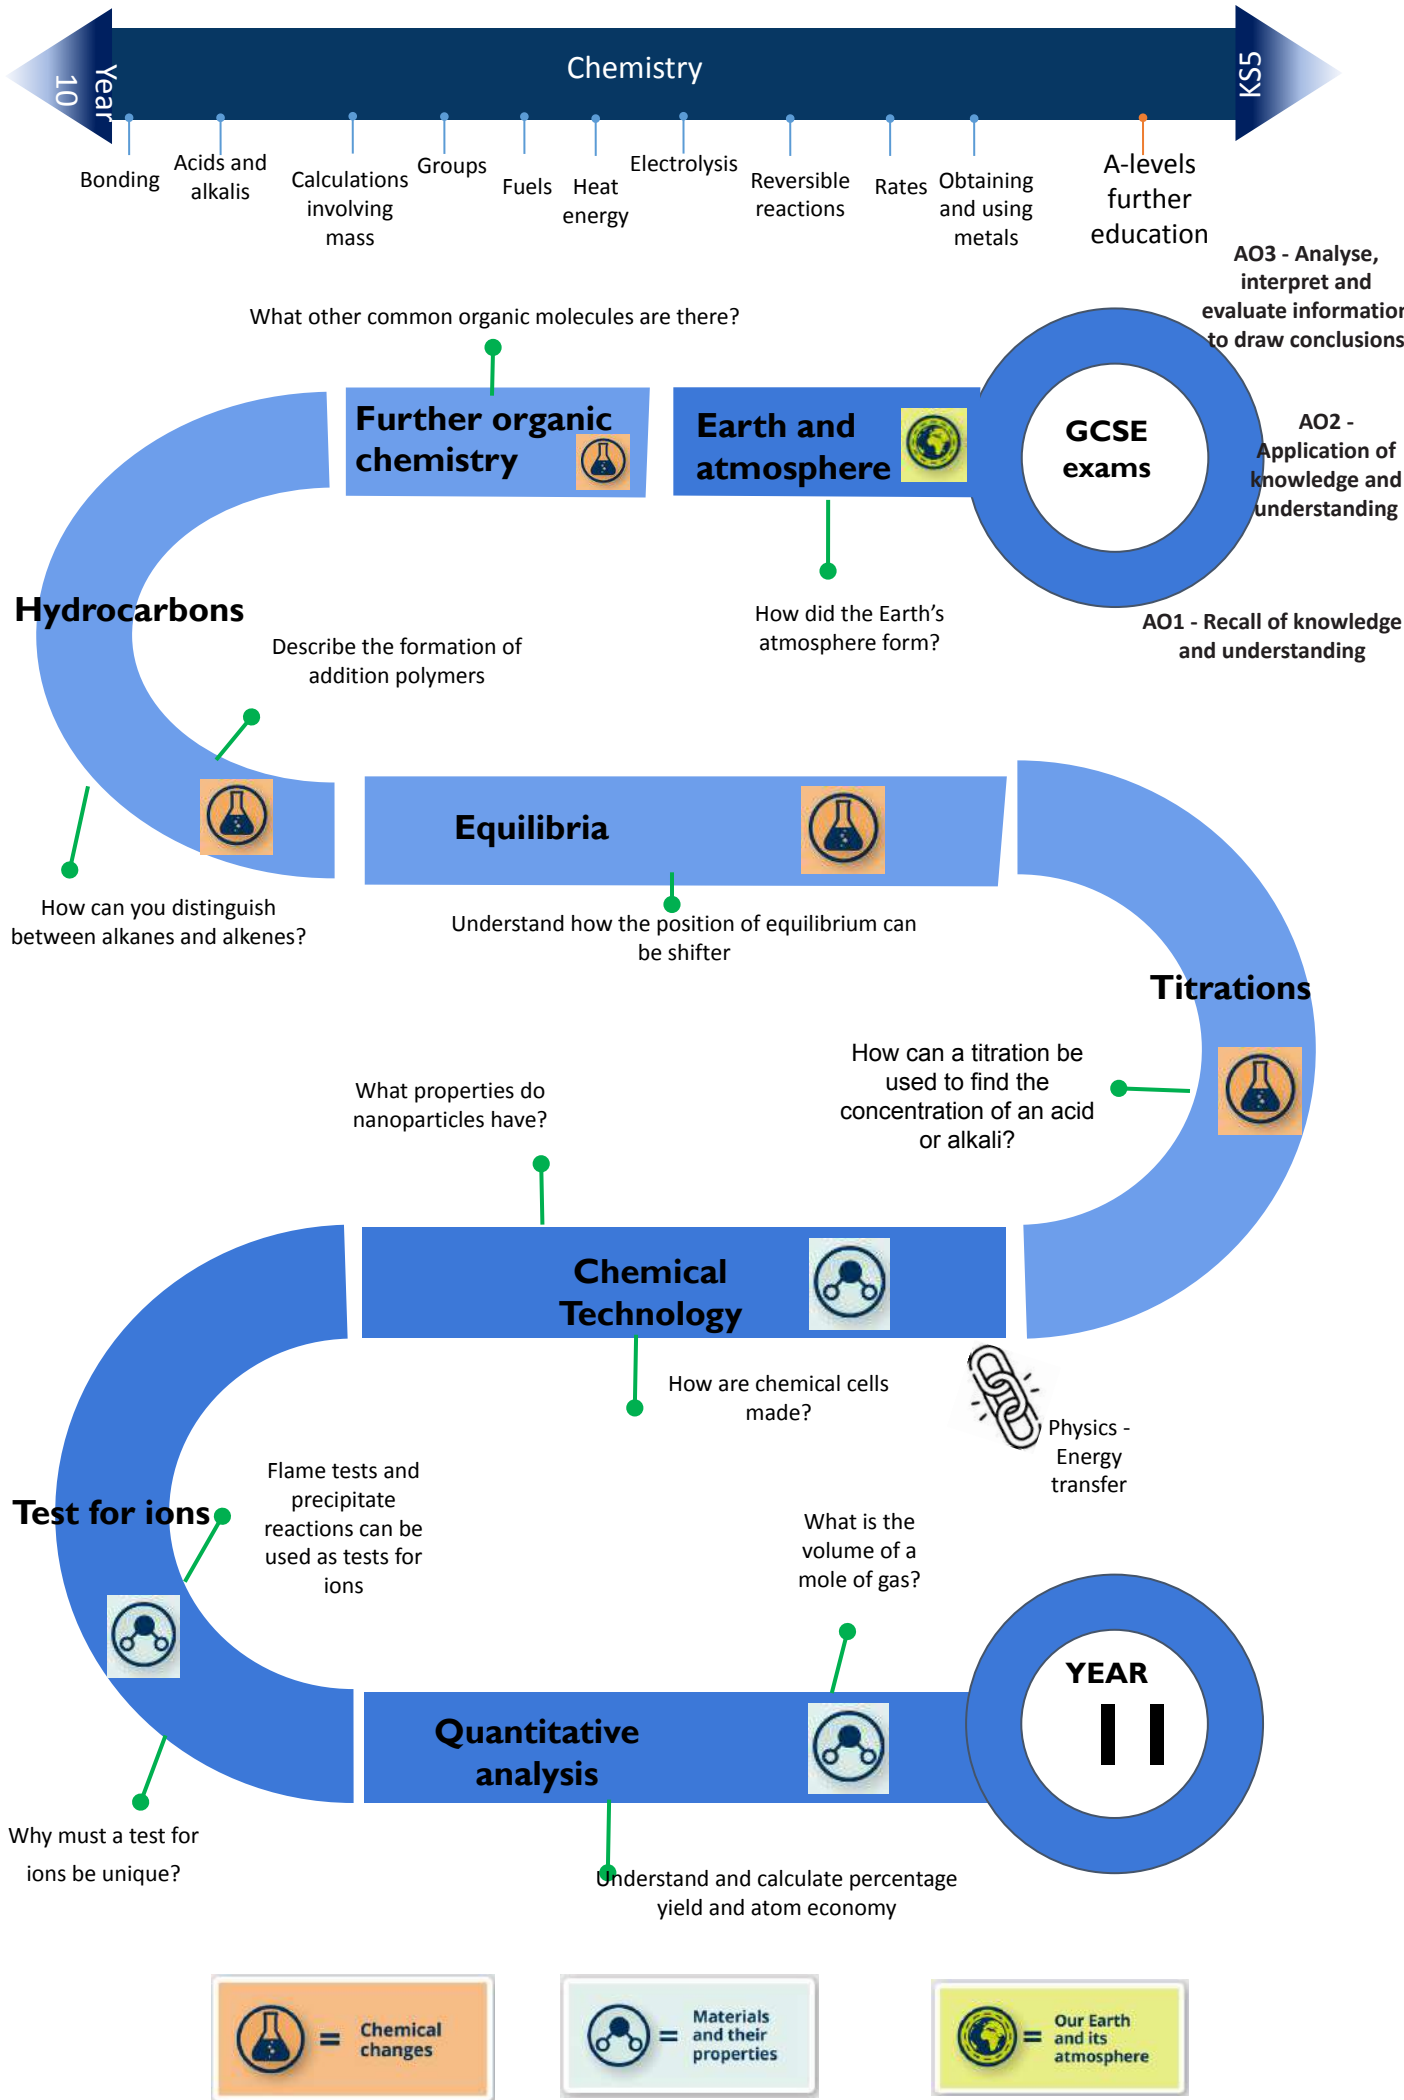 Chemistry
Year
10
KS5
Bonding
Acids and
alkalis
Calculations
involving
mass
Groups
Fuels
Heat
energy
Electrolysis
Reversible
reactions
Rates
Obtaining
and using
metals
A-levels
further
education
AO3 - Analyse,
interpret and
evaluate information
to draw conclusions
What other common organic molecules are there?
Further organic
chemistry
Earth and
atmosphere
GCSE
exams
AO2 -
Application of
knowledge and
understanding
Hydrocarbons
How did the Earth’s
atmosphere form?
AO1 - Recall of knowledge
and understanding
Describe the formation of
addition polymers
Equilibria
How can you distinguish
between alkanes and alkenes?
Understand how the position of equilibrium can
be shifter
Titrations
How can a titration be
used to find the
concentration of an acid
or alkali?
What properties do
nanoparticles have?
Chemical
Technology
How are chemical cells
made?
Physics -
Energy
transfer
Test for ions
Flame tests and
precipitate
reactions can be
used as tests for
ions
What is the
volume of a
mole of gas?
YEAR
11
Quantitative
analysis
Why must a test for
ions be unique?
Understand and calculate percentage
yield and atom economy
= Chemical
changes
= Materials
and their
properties
= Our Earth
and its
atmosphere